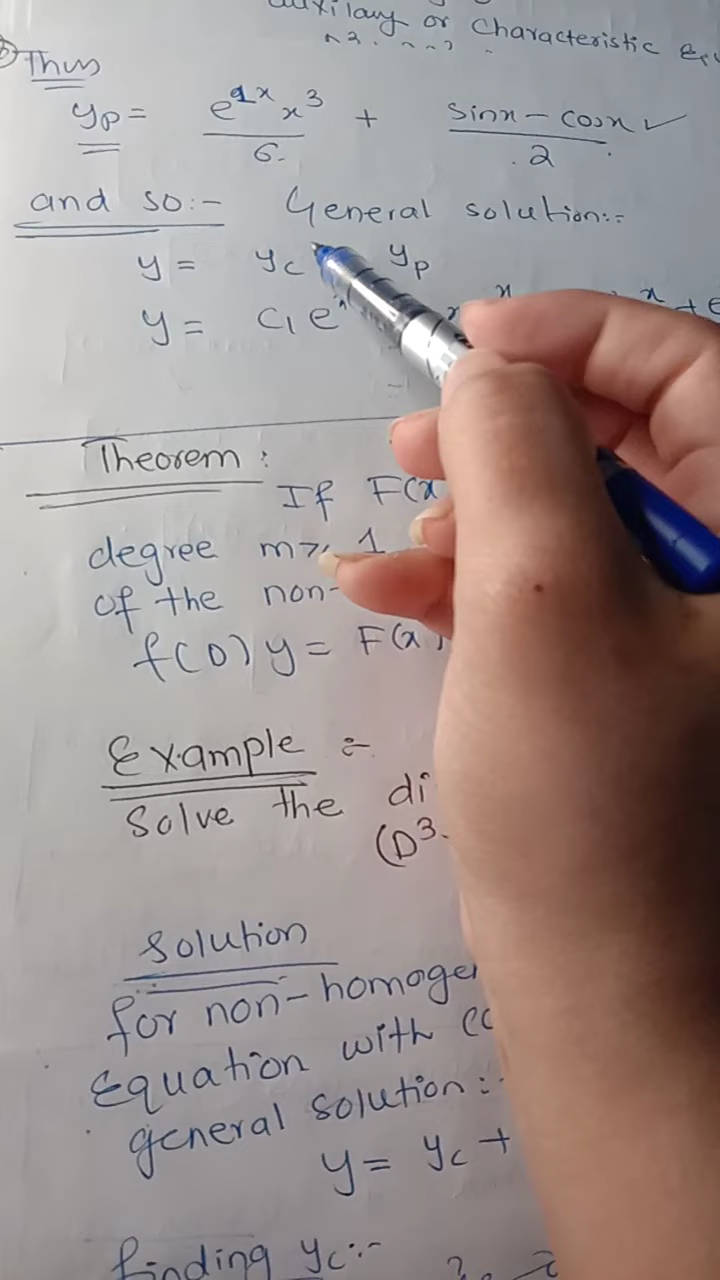 auxilary or Characteristic
Thus
yp = e^{1x} x^3 / 6 + sinx - cosx / 2
and so:- General solution:-
y = yc yp
y = c1 e
Theorem :
If F(x
degree m ≥ 1
of the non-
f(D) y = F(x)
Example :-
Solve the di
(D^3-
Solution
for non-homogen
Equation with co
general solution:-
y = yc +
finding yc:-